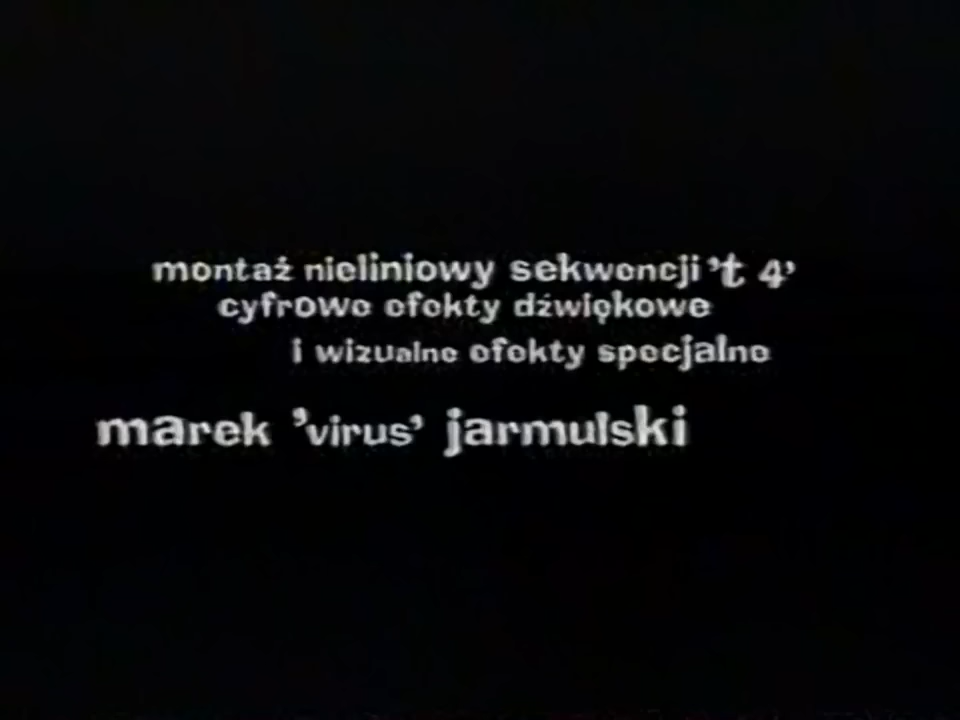 montaż nieliniowy sekwencji 't 4'
cyfrowe efekty dźwiękowe
i wizualne efekty specjalne
marek 'virus' jarmulski